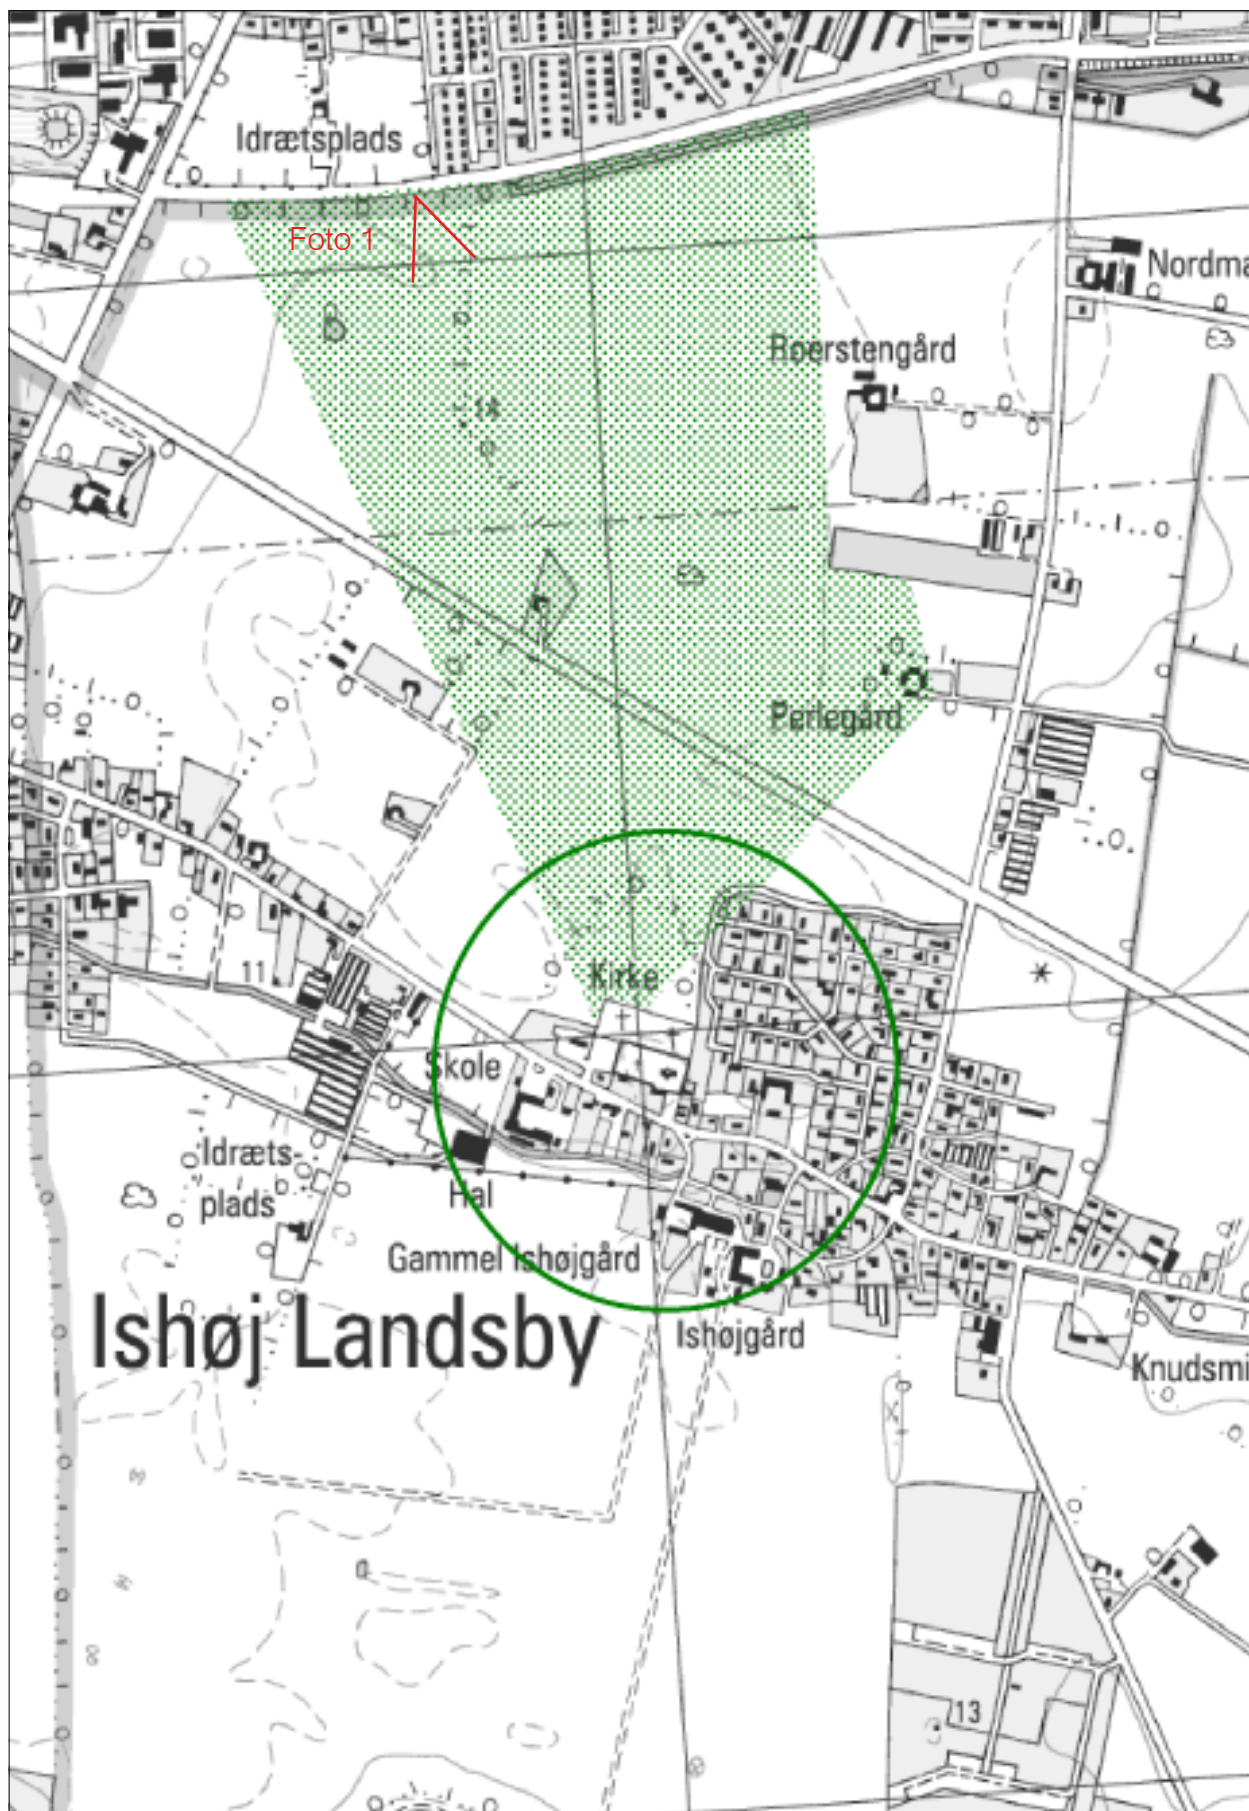 Idrætsplads
Foto 1
Nordma
Roerstengård
14
Perlegård
Kirke
11
Skole
Idræts-
plads
Hal
Gammel Ishøjgård
Ishøj Landsby
Ishøjgård
Knudsmi
13